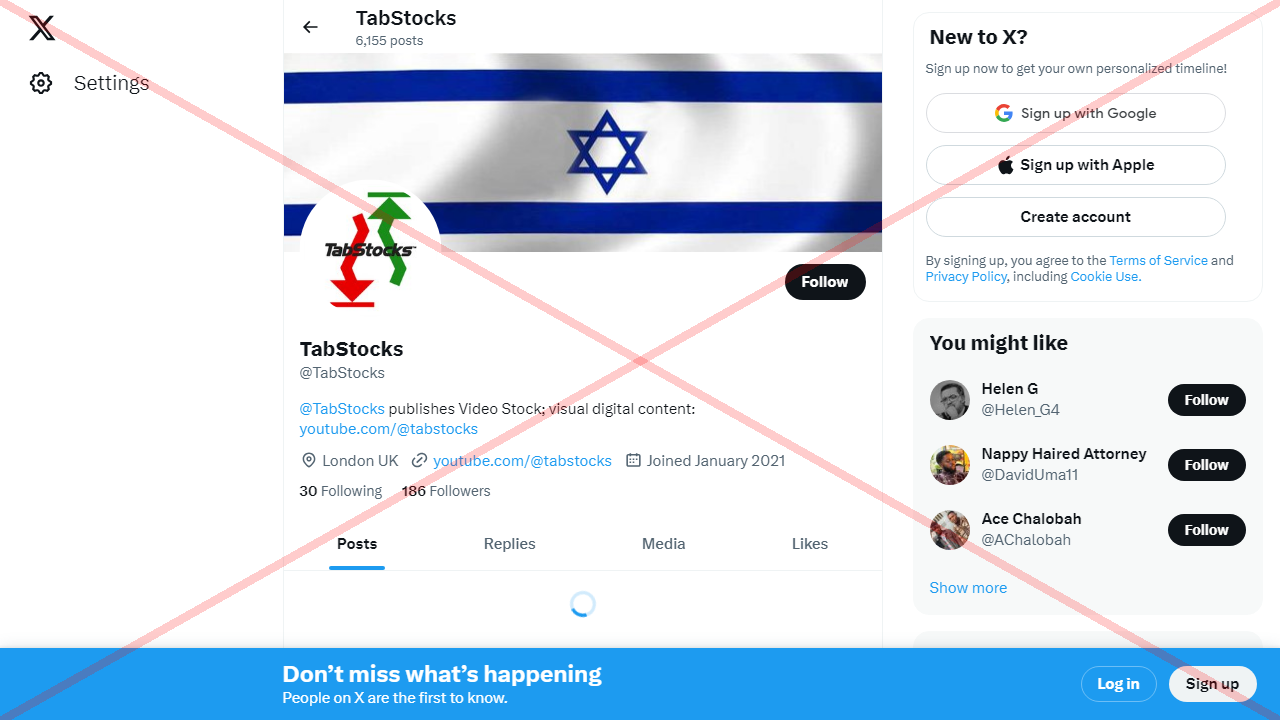 Settings
TabStocks
6,155 posts
TabStocks™
Follow
TabStocks
@TabStocks
@TabStocks publishes Video Stock; visual digital content:
youtube.com/@tabstocks
London UK youtube.com/@tabstocks Joined January 2021
30 Following 186 Followers
Posts Replies Media Likes
New to X?
Sign up now to get your own personalized timeline!
Sign up with Google
Sign up with Apple
Create account
By signing up, you agree to the Terms of Service and
Privacy Policy, including Cookie Use.
You might like
Helen G
@Helen_G4
Follow
Nappy Haired Attorney
@DavidUma11
Follow
Ace Chalobah
@AChalobah
Follow
Show more
Don’t miss what’s happening
People on X are the first to know.
Log in
Sign up